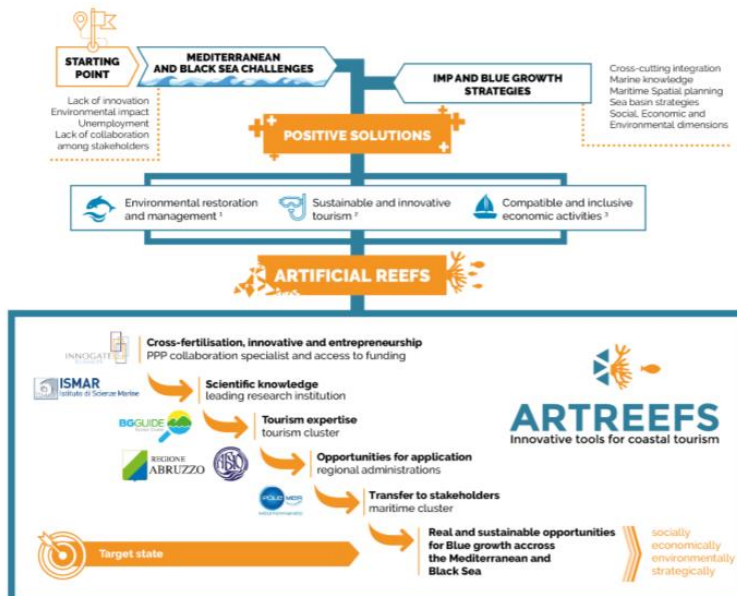 STARTING
POINT
MEDITERRANEAN
AND BLACK SEA CHALLENGES
IMP AND BLUE GROWTH
STRATEGIES
Lack of innovation
Environmental impact
Unemployment
Lack of collaboration
among stakeholders
Cross-cutting integration
Marine knowledge
Maritime Spatial planning
Sea basin strategies
Social, Economic and
Environmental dimensions
POSITIVE SOLUTIONS
Environmental restoration
and management ¹
Sustainable and innovative
tourism ²
Compatible and inclusive
economic activities ³
ARTIFICIAL REEFS
INNOGATE
Cross-fertilisation, innovative and entrepreneurship
PPP collaboration specialist and access to funding
ISMAR
Istituto di Scienze Marine
Scientific knowledge
leading research institution
BGGUIDE
Tourism expertise
tourism cluster
REGIONE
ABRUZZO
Opportunities for application
regional administrations
PÔLE MER
Transfer to stakeholders
maritime cluster
ARTREEFS
Innovative tools for coastal tourism
Target state
Real and sustainable opportunities
for Blue growth accross
the Mediterranean and
Black Sea
socially
economically
environmentally
strategically